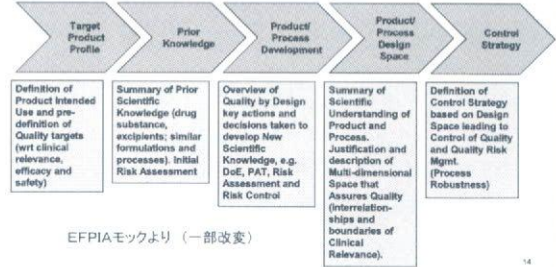 Target
Product
Profile
Prior
Knowledge
Product/
Process
Development
Product/
Process
Design
Space
Control
Strategy
Definition of
Product Intended
Use and pre-
definition of
Quality targets
(wrt clinical
relevance,
efficacy and
safety)
Summary of Prior
Scientific
Knowledge (drug
substance,
excipients; similar
formulations and
processes). Initial
Risk Assessment
Overview of
Quality by Design
key actions and
decisions taken to
develop New
Scientific
Knowledge, e.g.
DoE, PAT, Risk
Assessment and
Risk Control
Summary of
Scientific
Understanding of
Product and
Process.
Justification and
description of
Multi-dimensional
Space that
Assures Quality
(interrelation-
ships and
boundaries of
Clinical
Relevance).
Definition of
Control Strategy
based on Design
Space leading to
Control of Quality
and Quality Risk
Mgmt.
(Process
Robustness)
EFPIAモックより (一部改変)
14